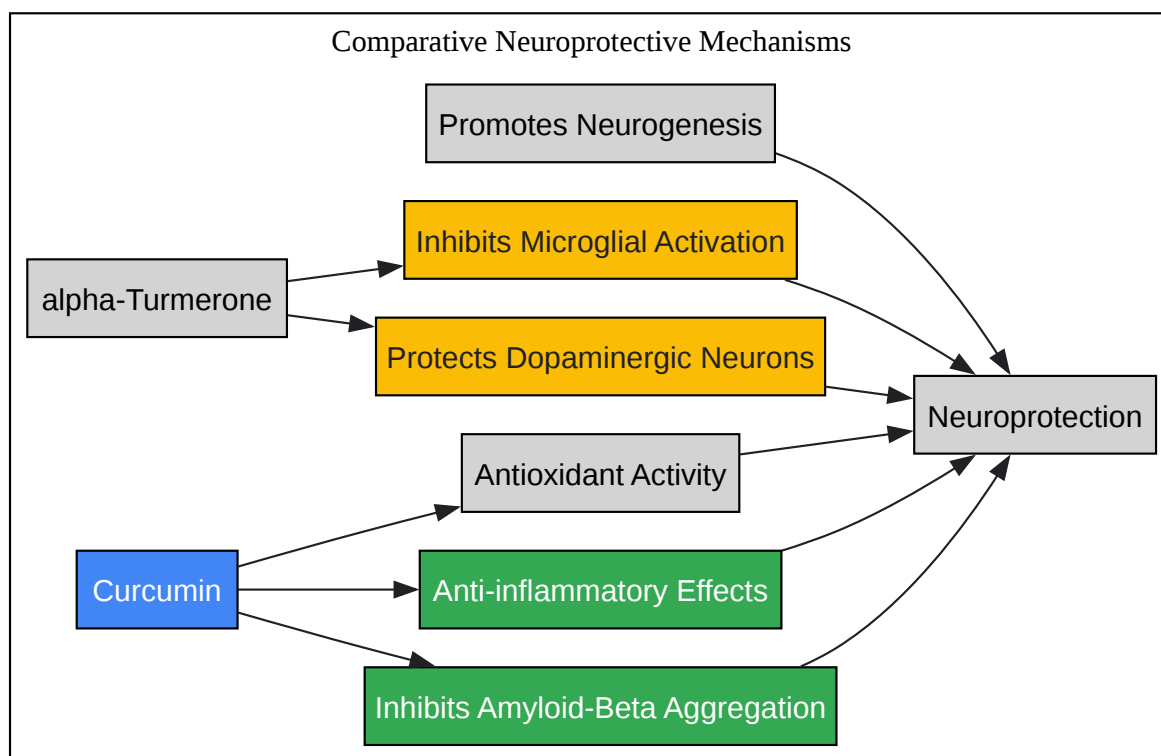 Comparative Neuroprotective Mechanisms
Promotes Neurogenesis
Inhibits Microglial Activation
alpha-Turmerone
Protects Dopaminergic Neurons
Neuroprotection
Antioxidant Activity
Curcumin
Anti-inflammatory Effects
Inhibits Amyloid-Beta Aggregation